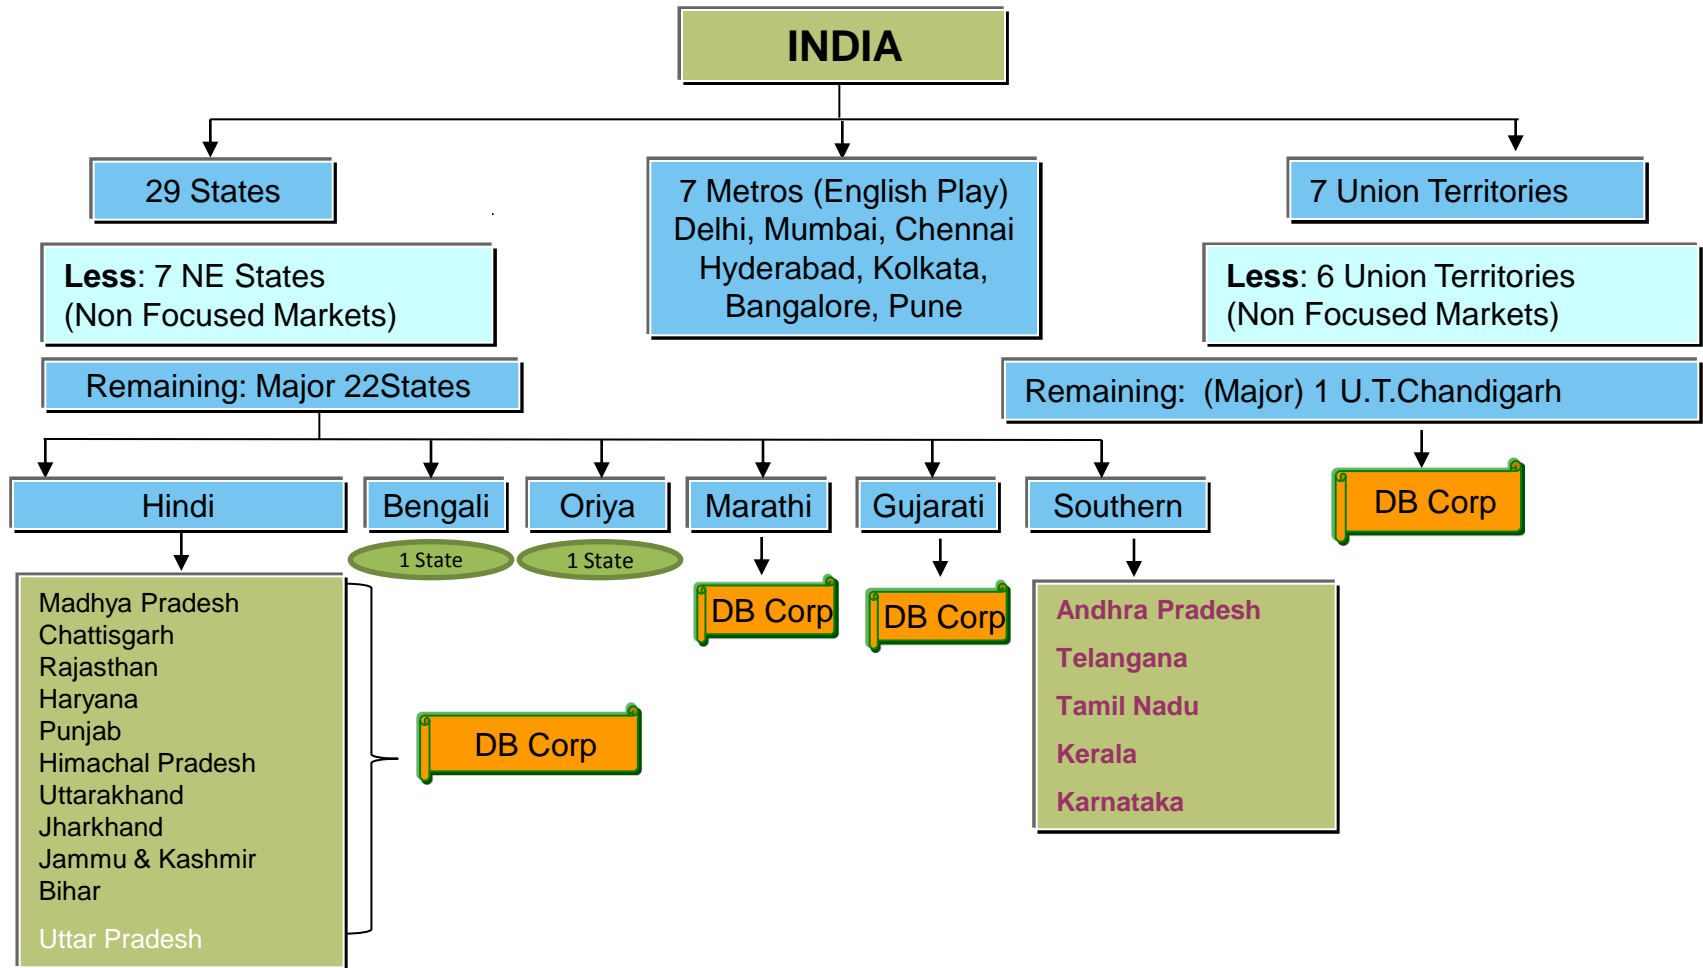 INDIA
29 States
7 Metros (English Play)
Delhi, Mumbai, Chennai
Hyderabad, Kolkata,
Bangalore, Pune
7 Union Territories
Less: 7 NE States
(Non Focused Markets)
Less: 6 Union Territories
(Non Focused Markets)
Remaining: Major 22States
Remaining: (Major) 1 U.T.Chandigarh
Hindi
Bengali
Oriya
Marathi
Gujarati
Southern
DB Corp
1 State
1 State
DB Corp
DB Corp
Madhya Pradesh
Chattisgarh
Rajasthan
Haryana
Punjab
Himachal Pradesh
Uttarakhand
Jharkhand
Jammu & Kashmir
Bihar
Uttar Pradesh
DB Corp
Andhra Pradesh
Telangana
Tamil Nadu
Kerala
Karnataka